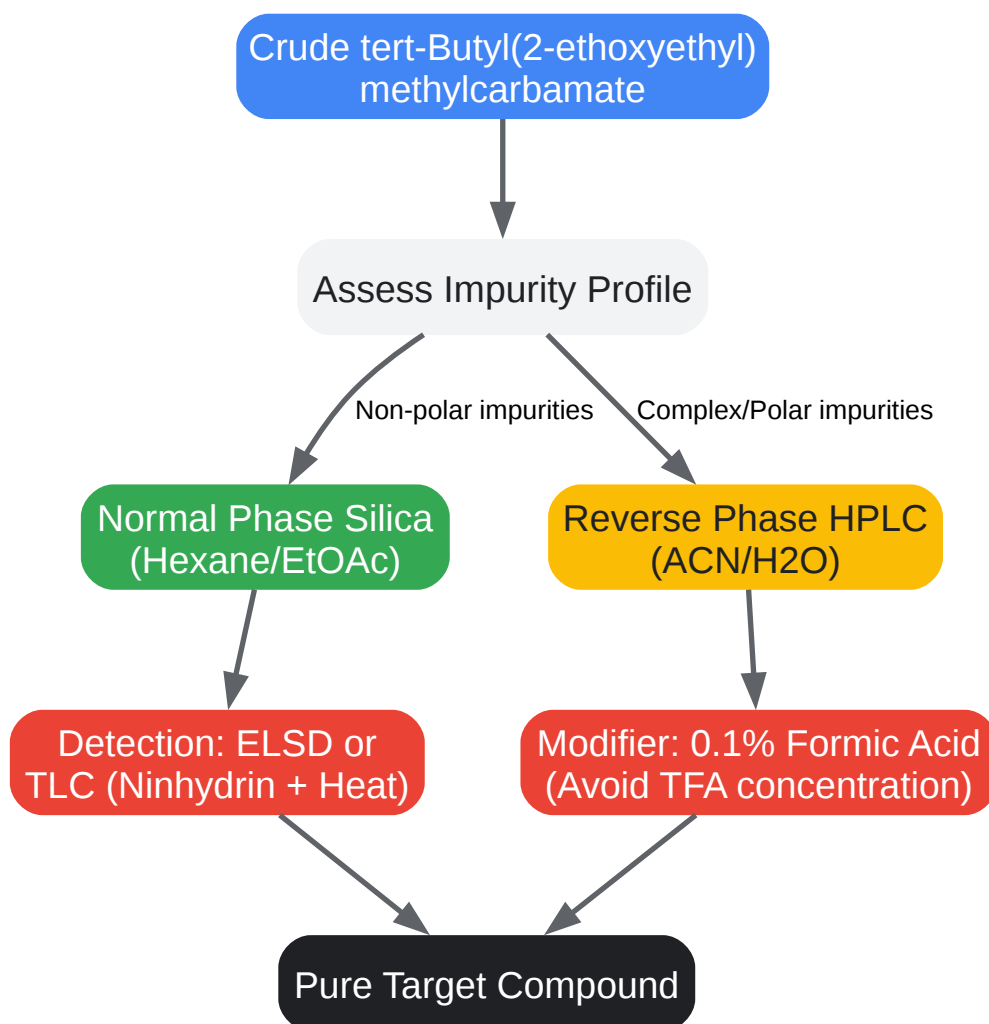 Crude tert-Butyl(2-ethoxyethyl)
methylcarbamate
Assess Impurity Profile
Non-polar impurities
Complex/Polar impurities
Normal Phase Silica
(Hexane/EtOAc)
Reverse Phase HPLC
(ACN/H2O)
Detection: ELSD or
TLC (Ninhydrin + Heat)
Modifier: 0.1% Formic Acid
(Avoid TFA concentration)
Pure Target Compound